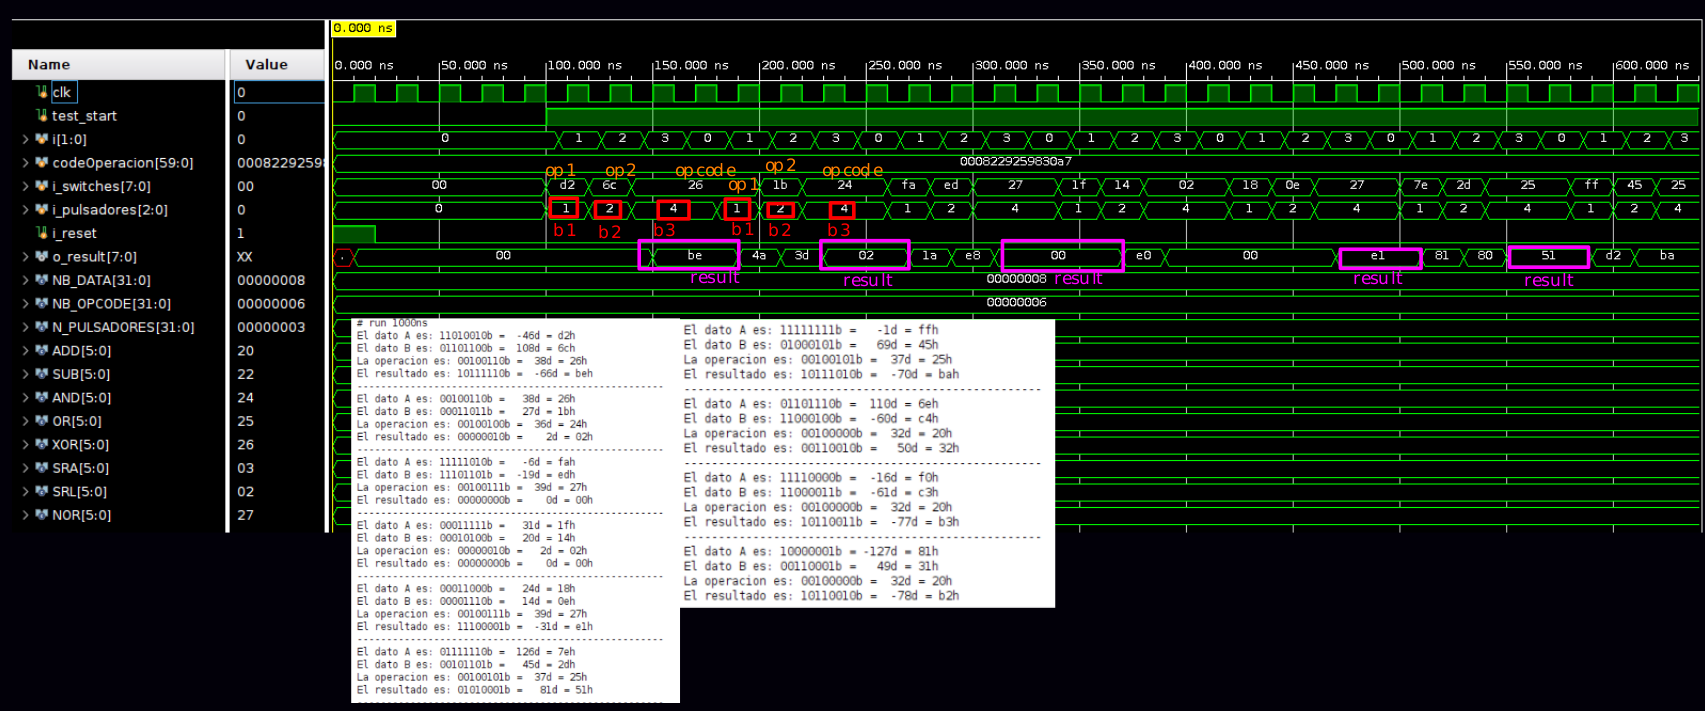 0.000 ns
Name Value
0.000 ns 50.000 ns 100.000 ns 150.000 ns 200.000 ns 250.000 ns 300.000 ns 350.000 ns 400.000 ns 450.000 ns 500.000 ns 550.000 ns 600.000 ns
clk 0
test_start 0
i[1:0] 0 0 1 2 3 0 1 2 3 0 1 2 3 0 1 2 3 0 1 2 3 0 1 2 3 0 1 2 3
codeOperacion[59:0] 0008229259 0008229259830a7
op1 op2 opcode op1 op2 opcode
i_switches[7:0] 00 00 d2 6c 26 1b 24 fa ed 27 1f 14 02 18 0e 27 7e 2d 25 ff 45 25
i_pulsadores[2:0] 0 0 1 2 4 1 2 4 1 2 4 1 2 4 1 2 4 1 2 4 1 2 4
b1 b2 b3 b1 b2 b3
i_reset 1
o_result[7:0] XX 00 be 4a 3d 02 1a e8 00 e0 00 e1 81 80 51 d2 ba
result result result result result
NB_DATA[31:0] 00000008 00000008
NB_OPCODE[31:0] 00000006 00000006
N_PULSADORES[31:0] 00000003
ADD[5:0] 20
SUB[5:0] 22
AND[5:0] 24
OR[5:0] 25
XOR[5:0] 26
SRA[5:0] 03
SRL[5:0] 02
NOR[5:0] 27
# run 1000ns
El dato A es: 11010010b = -46d = d2h
El dato B es: 01101100b = 108d = 6ch
La operacion es: 00100110b = 38d = 26h
El resultado es: 10111110b = -66d = beh
--------------------------------------------------
El dato A es: 00100110b = 38d = 26h
El dato B es: 00011011b = 27d = 1bh
La operacion es: 00100100b = 36d = 24h
El resultado es: 00000010b = 2d = 02h
--------------------------------------------------
El dato A es: 11111010b = -6d = fah
El dato B es: 11101101b = -19d = edh
La operacion es: 00100111b = 39d = 27h
El resultado es: 00000000b = 0d = 00h
--------------------------------------------------
El dato A es: 00011111b = 31d = 1fh
El dato B es: 00010100b = 20d = 14h
La operacion es: 00000010b = 2d = 02h
El resultado es: 00000000b = 0d = 00h
--------------------------------------------------
El dato A es: 00011000b = 24d = 18h
El dato B es: 00001110b = 14d = 0eh
La operacion es: 00100111b = 39d = 27h
El resultado es: 11100001b = -31d = e1h
--------------------------------------------------
El dato A es: 01111110b = 126d = 7eh
El dato B es: 00101101b = 45d = 2dh
La operacion es: 00100101b = 37d = 25h
El resultado es: 01010001b = 81d = 51h
--------------------------------------------------
El dato A es: 11111111b = -1d = ffh
El dato B es: 01000101b = 69d = 45h
La operacion es: 00100101b = 37d = 25h
El resultado es: 10111010b = -70d = bah
--------------------------------------------------
El dato A es: 01101110b = 110d = 6eh
El dato B es: 11000100b = -60d = c4h
La operacion es: 00100000b = 32d = 20h
El resultado es: 00110010b = 50d = 32h
--------------------------------------------------
El dato A es: 11110000b = -16d = f0h
El dato B es: 11000011b = -61d = c3h
La operacion es: 00100000b = 32d = 20h
El resultado es: 10110011b = -77d = b3h
--------------------------------------------------
El dato A es: 10000001b = -127d = 81h
El dato B es: 00110001b = 49d = 31h
La operacion es: 00100000b = 32d = 20h
El resultado es: 10110010b = -78d = b2h